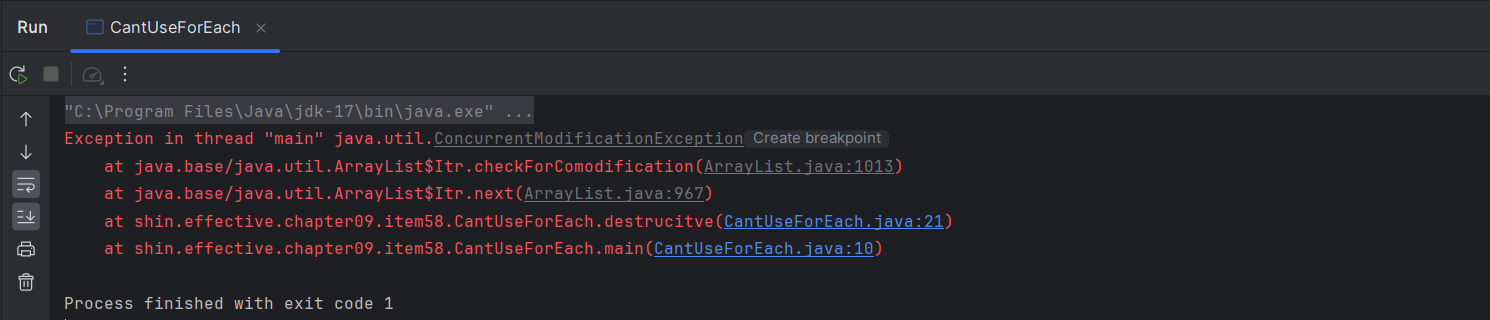 Run CantUseForEach
"C:\Program Files\Java\jdk-17\bin\java.exe" ...
Exception in thread "main" java.util.ConcurrentModificationException Create breakpoint
at java.base/java.util.ArrayList$Itr.checkForComodification(ArrayList.java:1013)
at java.base/java.util.ArrayList$Itr.next(ArrayList.java:967)
at shin.effective.chapter09.item58.CantUseForEach.destrucitve(CantUseForEach.java:21)
at shin.effective.chapter09.item58.CantUseForEach.main(CantUseForEach.java:10)
Process finished with exit code 1